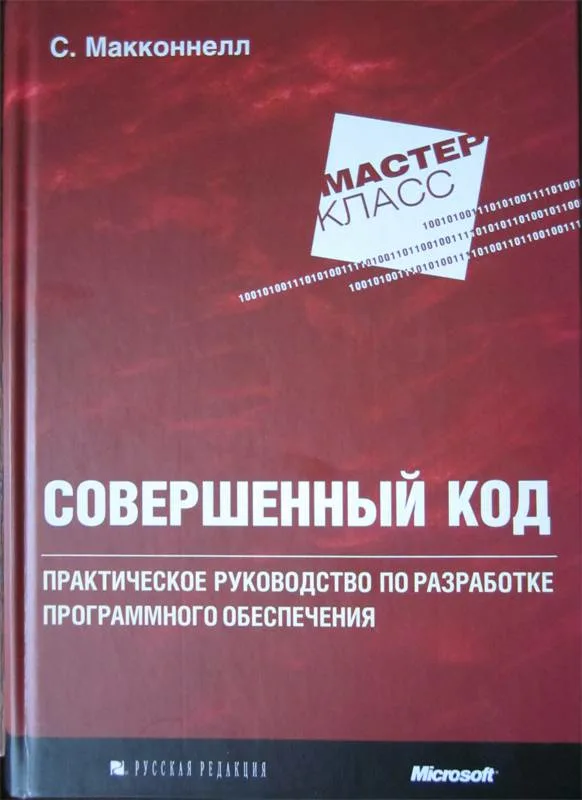 С. Макконнелл
МАСТЕР
КЛАСС
СОВЕРШЕННЫЙ КОД
ПРАКТИЧЕСКОЕ РУКОВОДСТВО ПО РАЗРАБОТКЕ
ПРОГРАММНОГО ОБЕСПЕЧЕНИЯ
РУССКАЯ РЕДАКЦИЯ
Microsoft